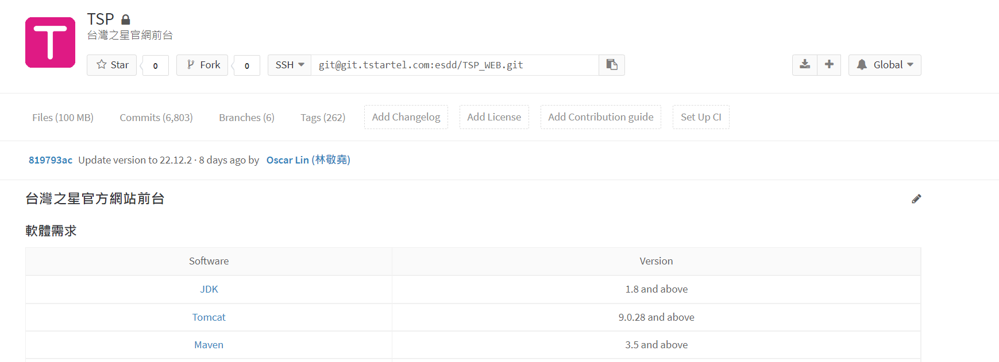 T
TSP
台灣之星官網前台
Star 0 Fork 0 SSH git@git.tstartel.com:esdd/TSP_WEB.git Global
Files (100 MB) Commits (6,803) Branches (6) Tags (262) Add Changelog Add License Add Contribution guide Set Up CI
819793ac Update version to 22.12.2 · 8 days ago by Oscar Lin (林敬堯)
台灣之星官方網站前台
軟體需求
Software Version
JDK 1.8 and above
Tomcat 9.0.28 and above
Maven 3.5 and above